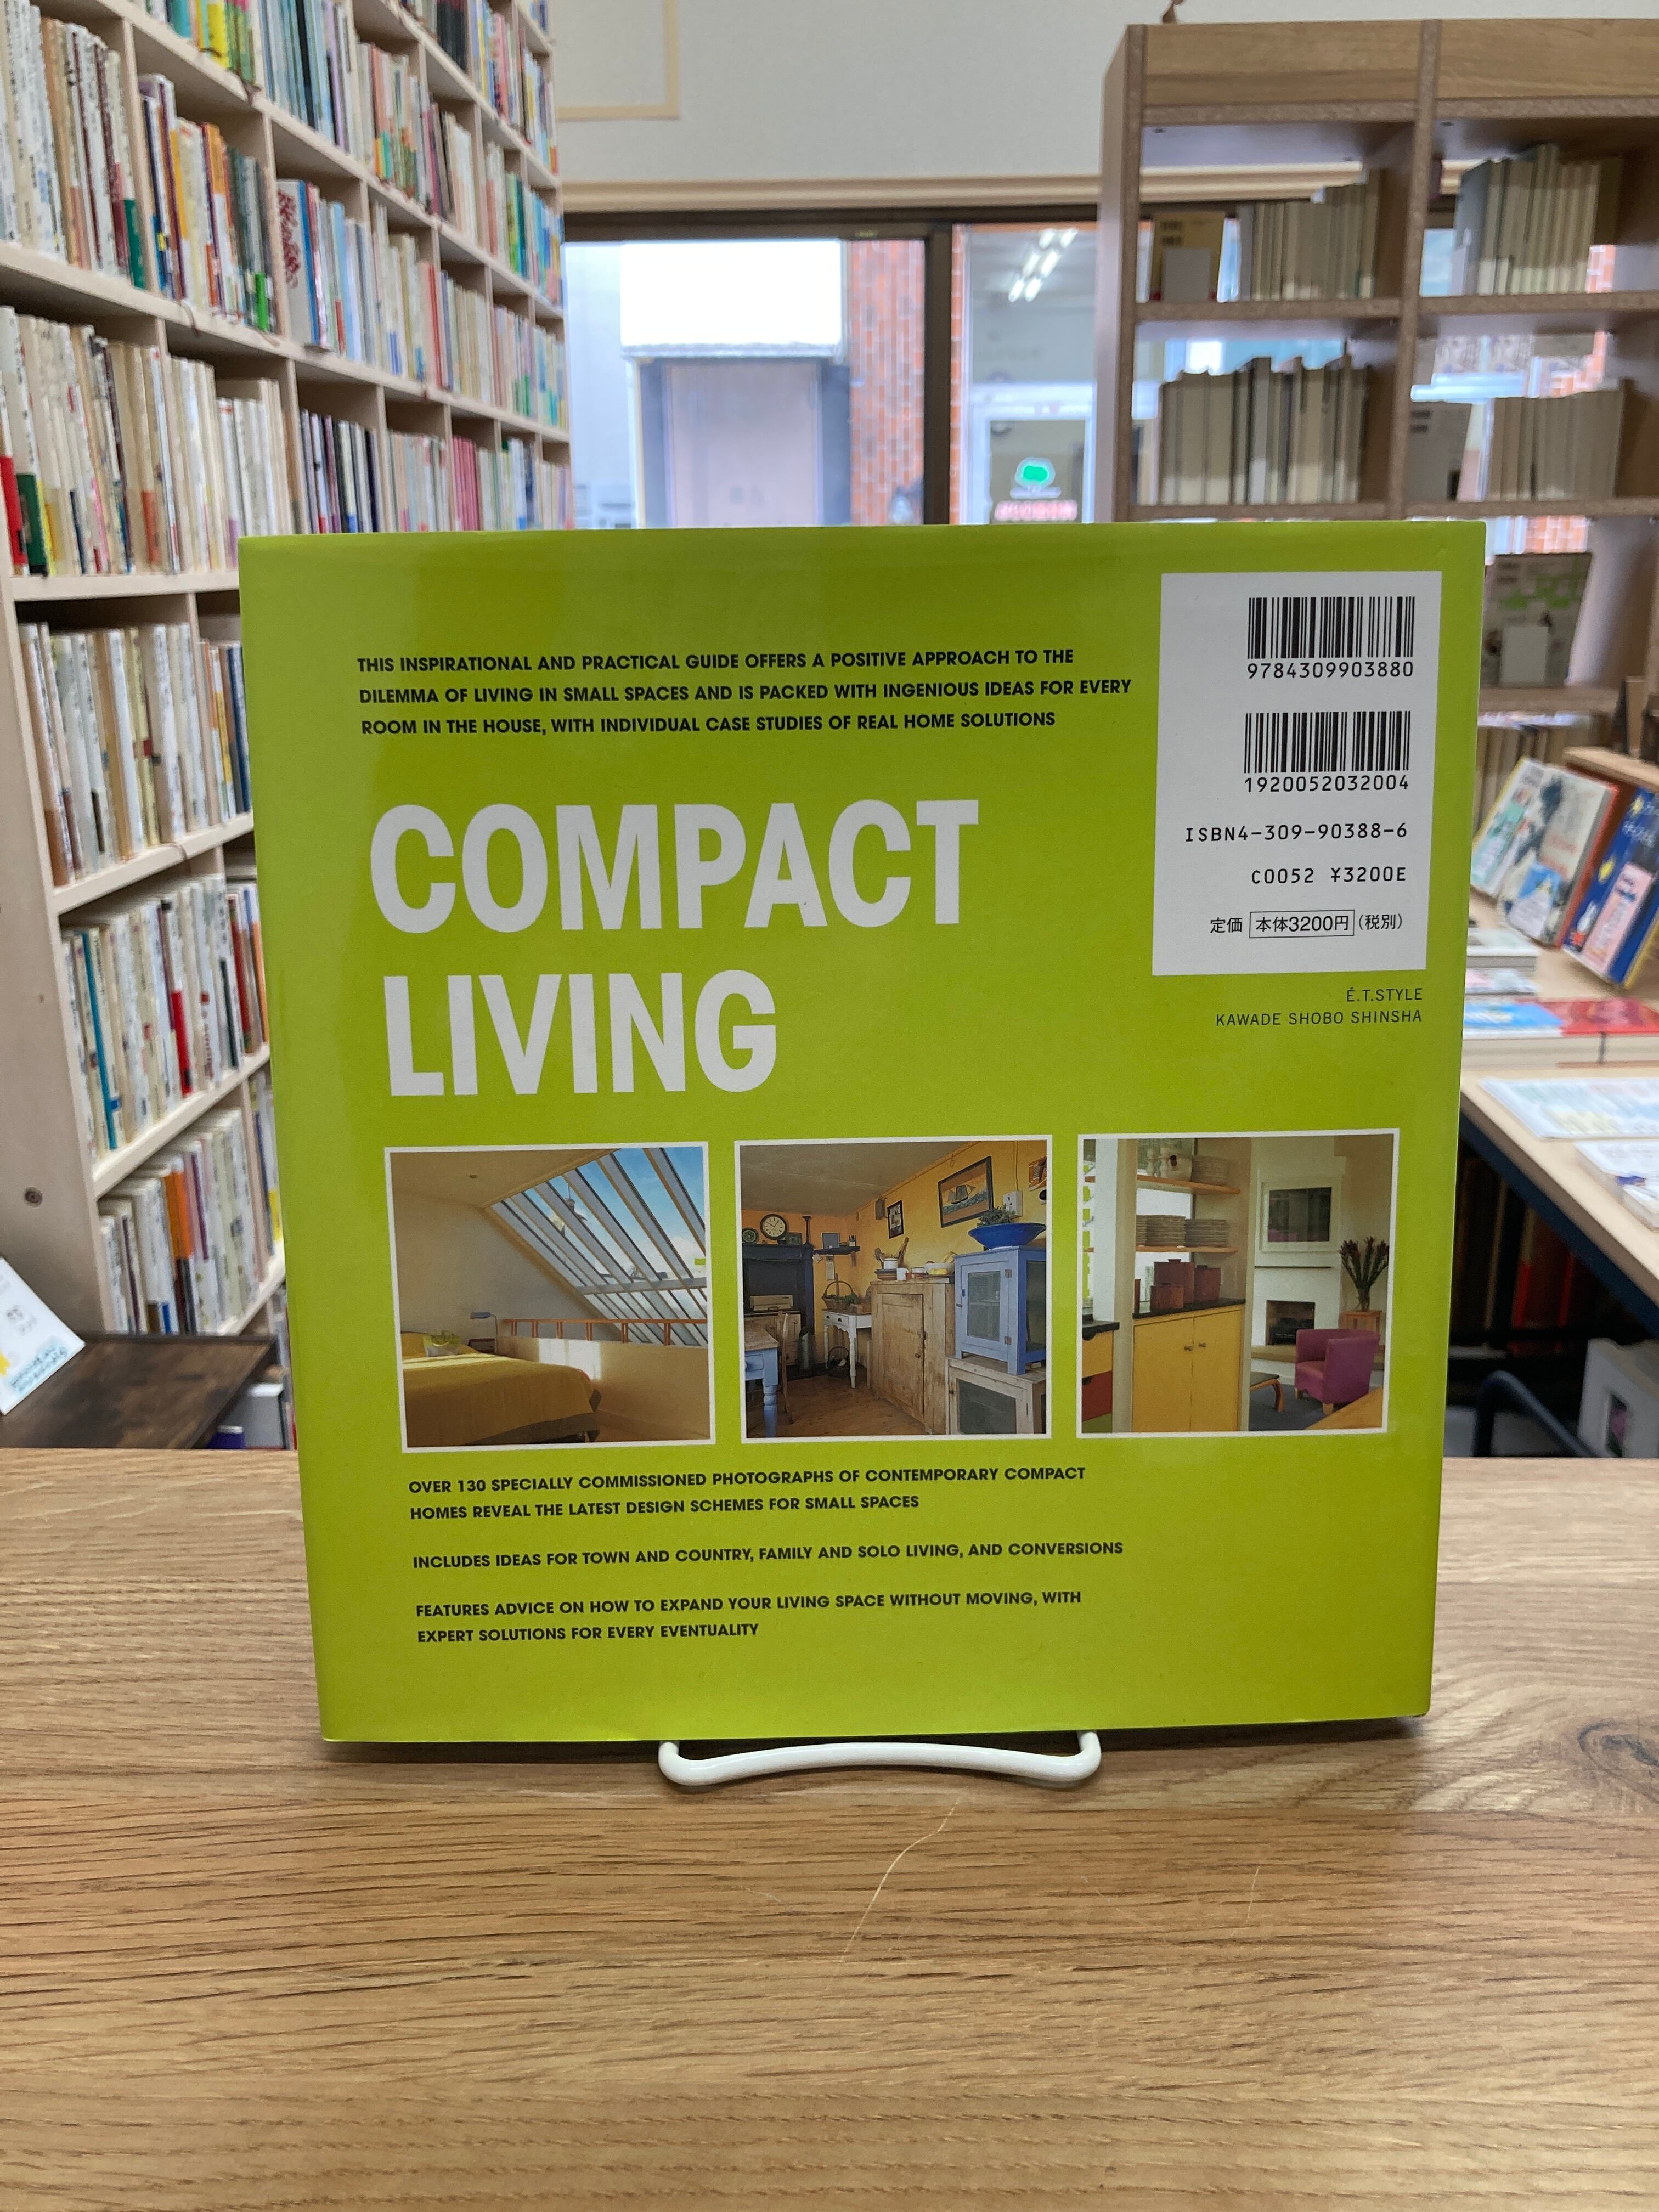 THIS INSPIRATIONAL AND PRACTICAL GUIDE OFFERS A POSITIVE APPROACH TO THE
DILEMMA OF LIVING IN SMALL SPACES AND IS PACKED WITH INGENIOUS IDEAS FOR EVERY
ROOM IN THE HOUSE, WITH INDIVIDUAL CASE STUDIES OF REAL HOME SOLUTIONS
COMPACT
LIVING
9784309903880
1920052032004
ISBN4-309-90388-6
C0052 ¥3200E
定価 本体3200円(税別)
É.T.STYLE
KAWADE SHOBO SHINSHA
OVER 130 SPECIALLY COMMISSIONED PHOTOGRAPHS OF CONTEMPORARY COMPACT
HOMES REVEAL THE LATEST DESIGN SCHEMES FOR SMALL SPACES
INCLUDES IDEAS FOR TOWN AND COUNTRY, FAMILY AND SOLO LIVING, AND CONVERSIONS
FEATURES ADVICE ON HOW TO EXPAND YOUR LIVING SPACE WITHOUT MOVING, WITH
EXPERT SOLUTIONS FOR EVERY EVENTUALITY